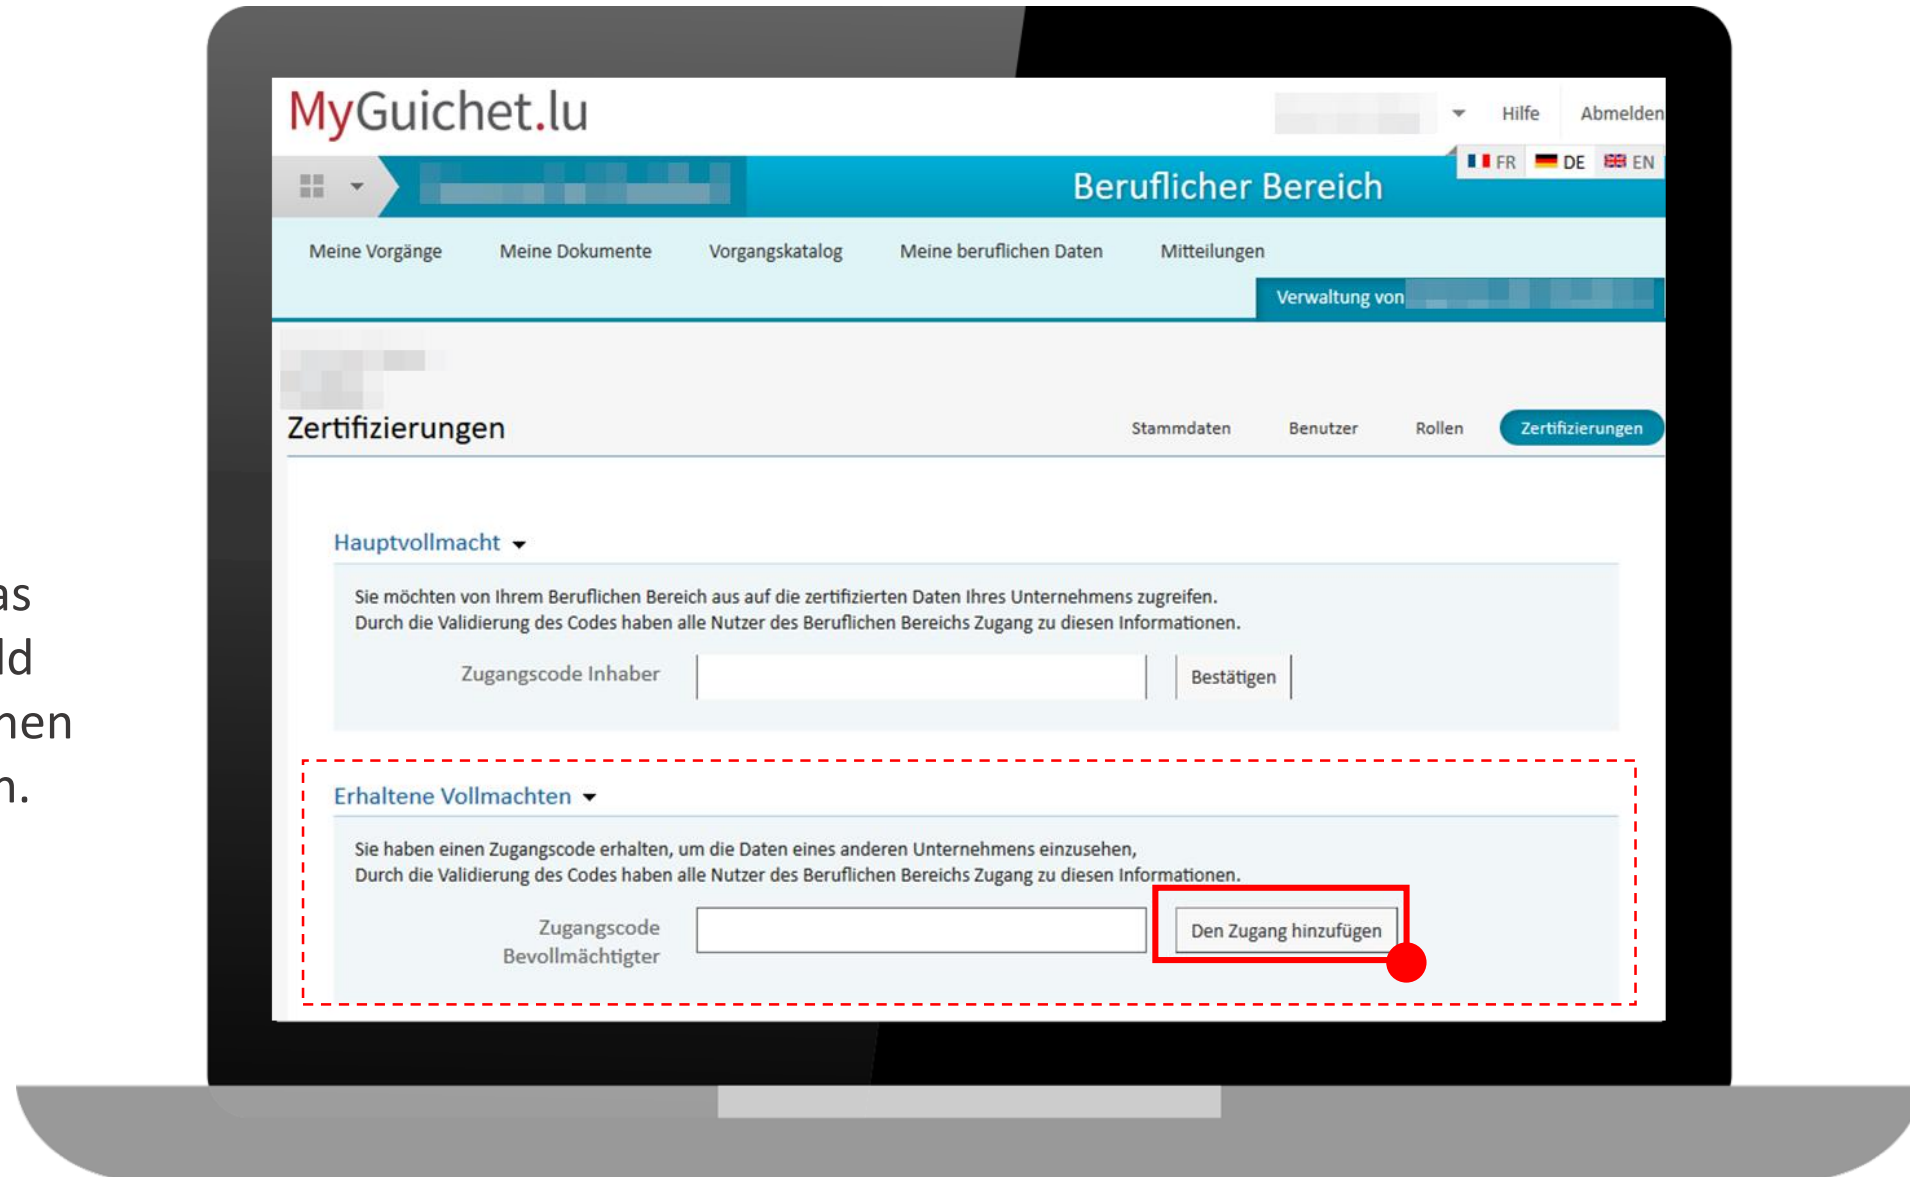 MyGuichet.lu
Hilfe
Abmelden
FR DE EN
Beruflicher Bereich
Meine Vorgänge Meine Dokumente Vorgangskatalog Meine beruflichen Daten Mitteilungen
Verwaltung von
Zertifizierungen
Stammdaten Benutzer Rollen Zertifizierungen
Hauptvollmacht
Sie möchten von Ihrem Beruflichen Bereich aus auf die zertifizierten Daten Ihres Unternehmens zugreifen.
Durch die Validierung des Codes haben alle Nutzer des Beruflichen Bereichs Zugang zu diesen Informationen.
Zugangscode Inhaber
Bestätigen
Erhaltene Vollmachten
Sie haben einen Zugangscode erhalten, um die Daten eines anderen Unternehmens einzusehen,
Durch die Validierung des Codes haben alle Nutzer des Beruflichen Bereichs Zugang zu diesen Informationen.
Zugangscode
Bevollmächtigter
Den Zugang hinzufügen